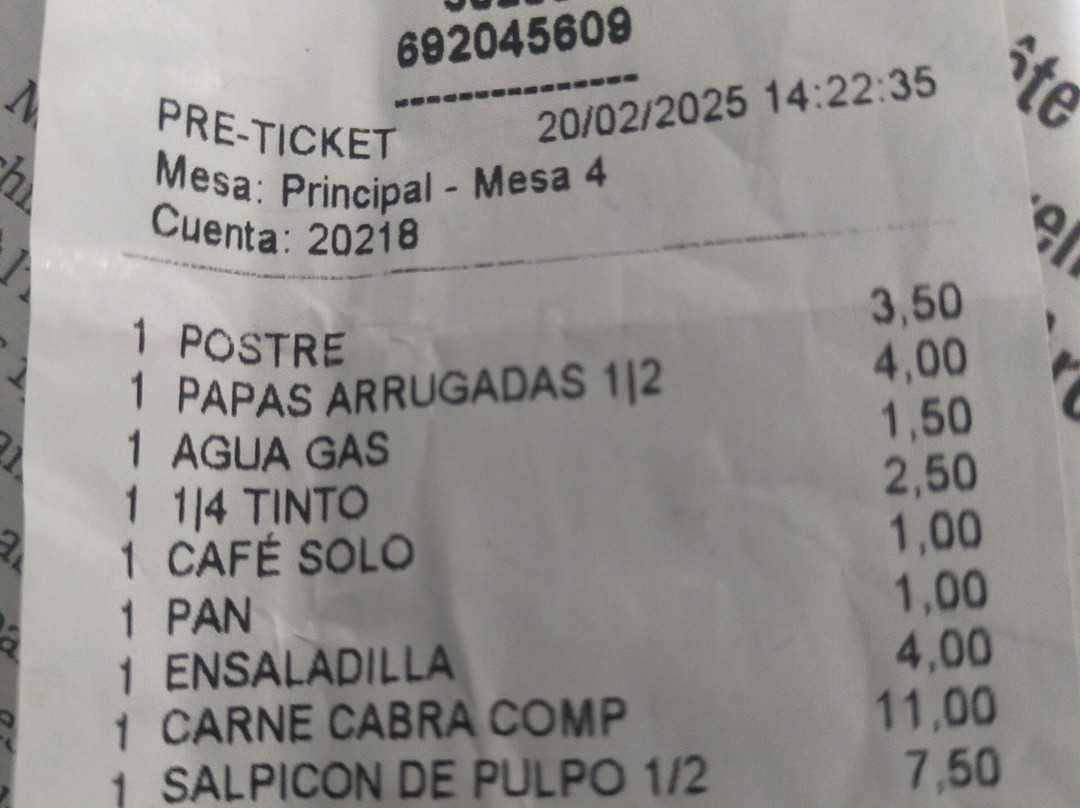 692045609
---------------
PRE-TICKET 20/02/2025 14:22:35
Mesa: Principal - Mesa 4
Cuenta: 20218
1 POSTRE 3,50
1 PAPAS ARRUGADAS 1|2 4,00
1 AGUA GAS 1,50
1 1|4 TINTO 2,50
1 CAFÉ SOLO 1,00
1 PAN 1,00
1 ENSALADILLA 4,00
1 CARNE CABRA COMP 11,00
1 SALPICON DE PULPO 1/2 7,50